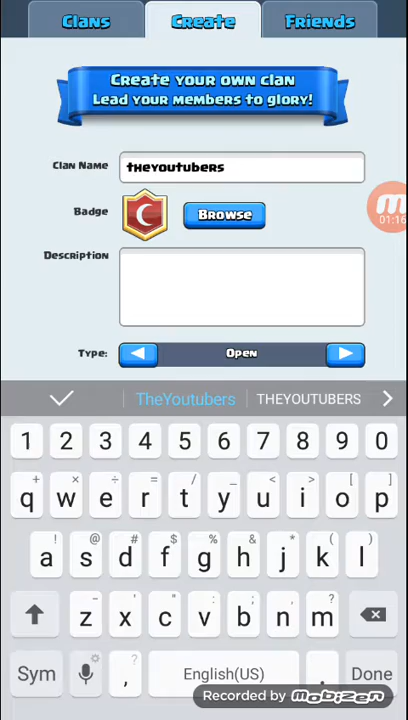 Clans Create Friends
Create your own clan
Lead your members to glory!
Clan Name theyoutubers
Badge Browse
Description
Type: Open
01:16
TheYoutubers THEYOUTUBERS
1 2 3 4 5 6 7 8 9 0
+ × ÷ = / _ < > [ ]
q w e r t y u i o p
! @ # $ % ^ & * ( )
a s d f g h j k l
- ' " : ; , ?
z x c v b n m
Sym , ? English(US) . Done
Recorded by mobizen